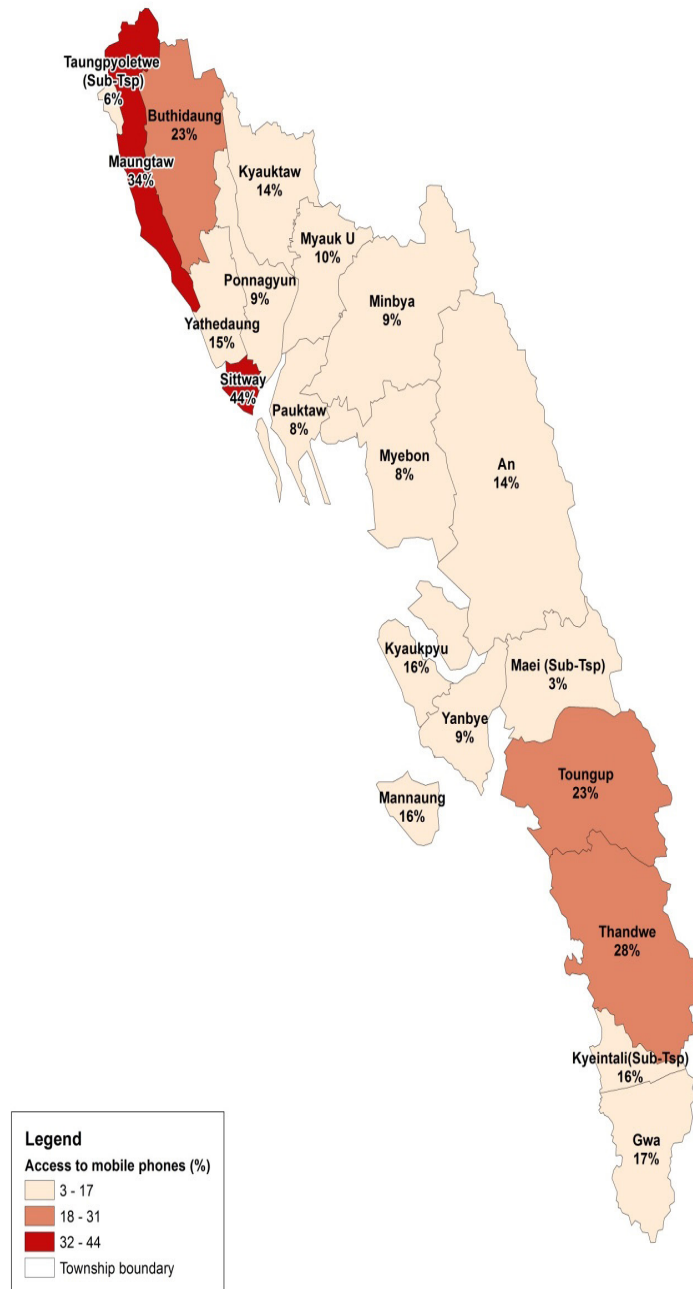 Taungpyoletwe
(Sub-Tsp)
6%
Buthidaung
23%
Maungtaw
34%
Kyauktaw
14%
Myauk U
10%
Ponnagyun
9%
Minbya
9%
Yathedaung
15%
Sittway
44%
Pauktaw
8%
Myebon
8%
An
14%
Kyaukpyu
16%
Maei (Sub-Tsp)
3%
Yanbye
9%
Mannaung
16%
Toungup
23%
Thandwe
28%
Kyeintali(Sub-Tsp)
16%
Gwa
17%
Legend
Access to mobile phones (%)
3 - 17
18 - 31
32 - 44
Township boundary